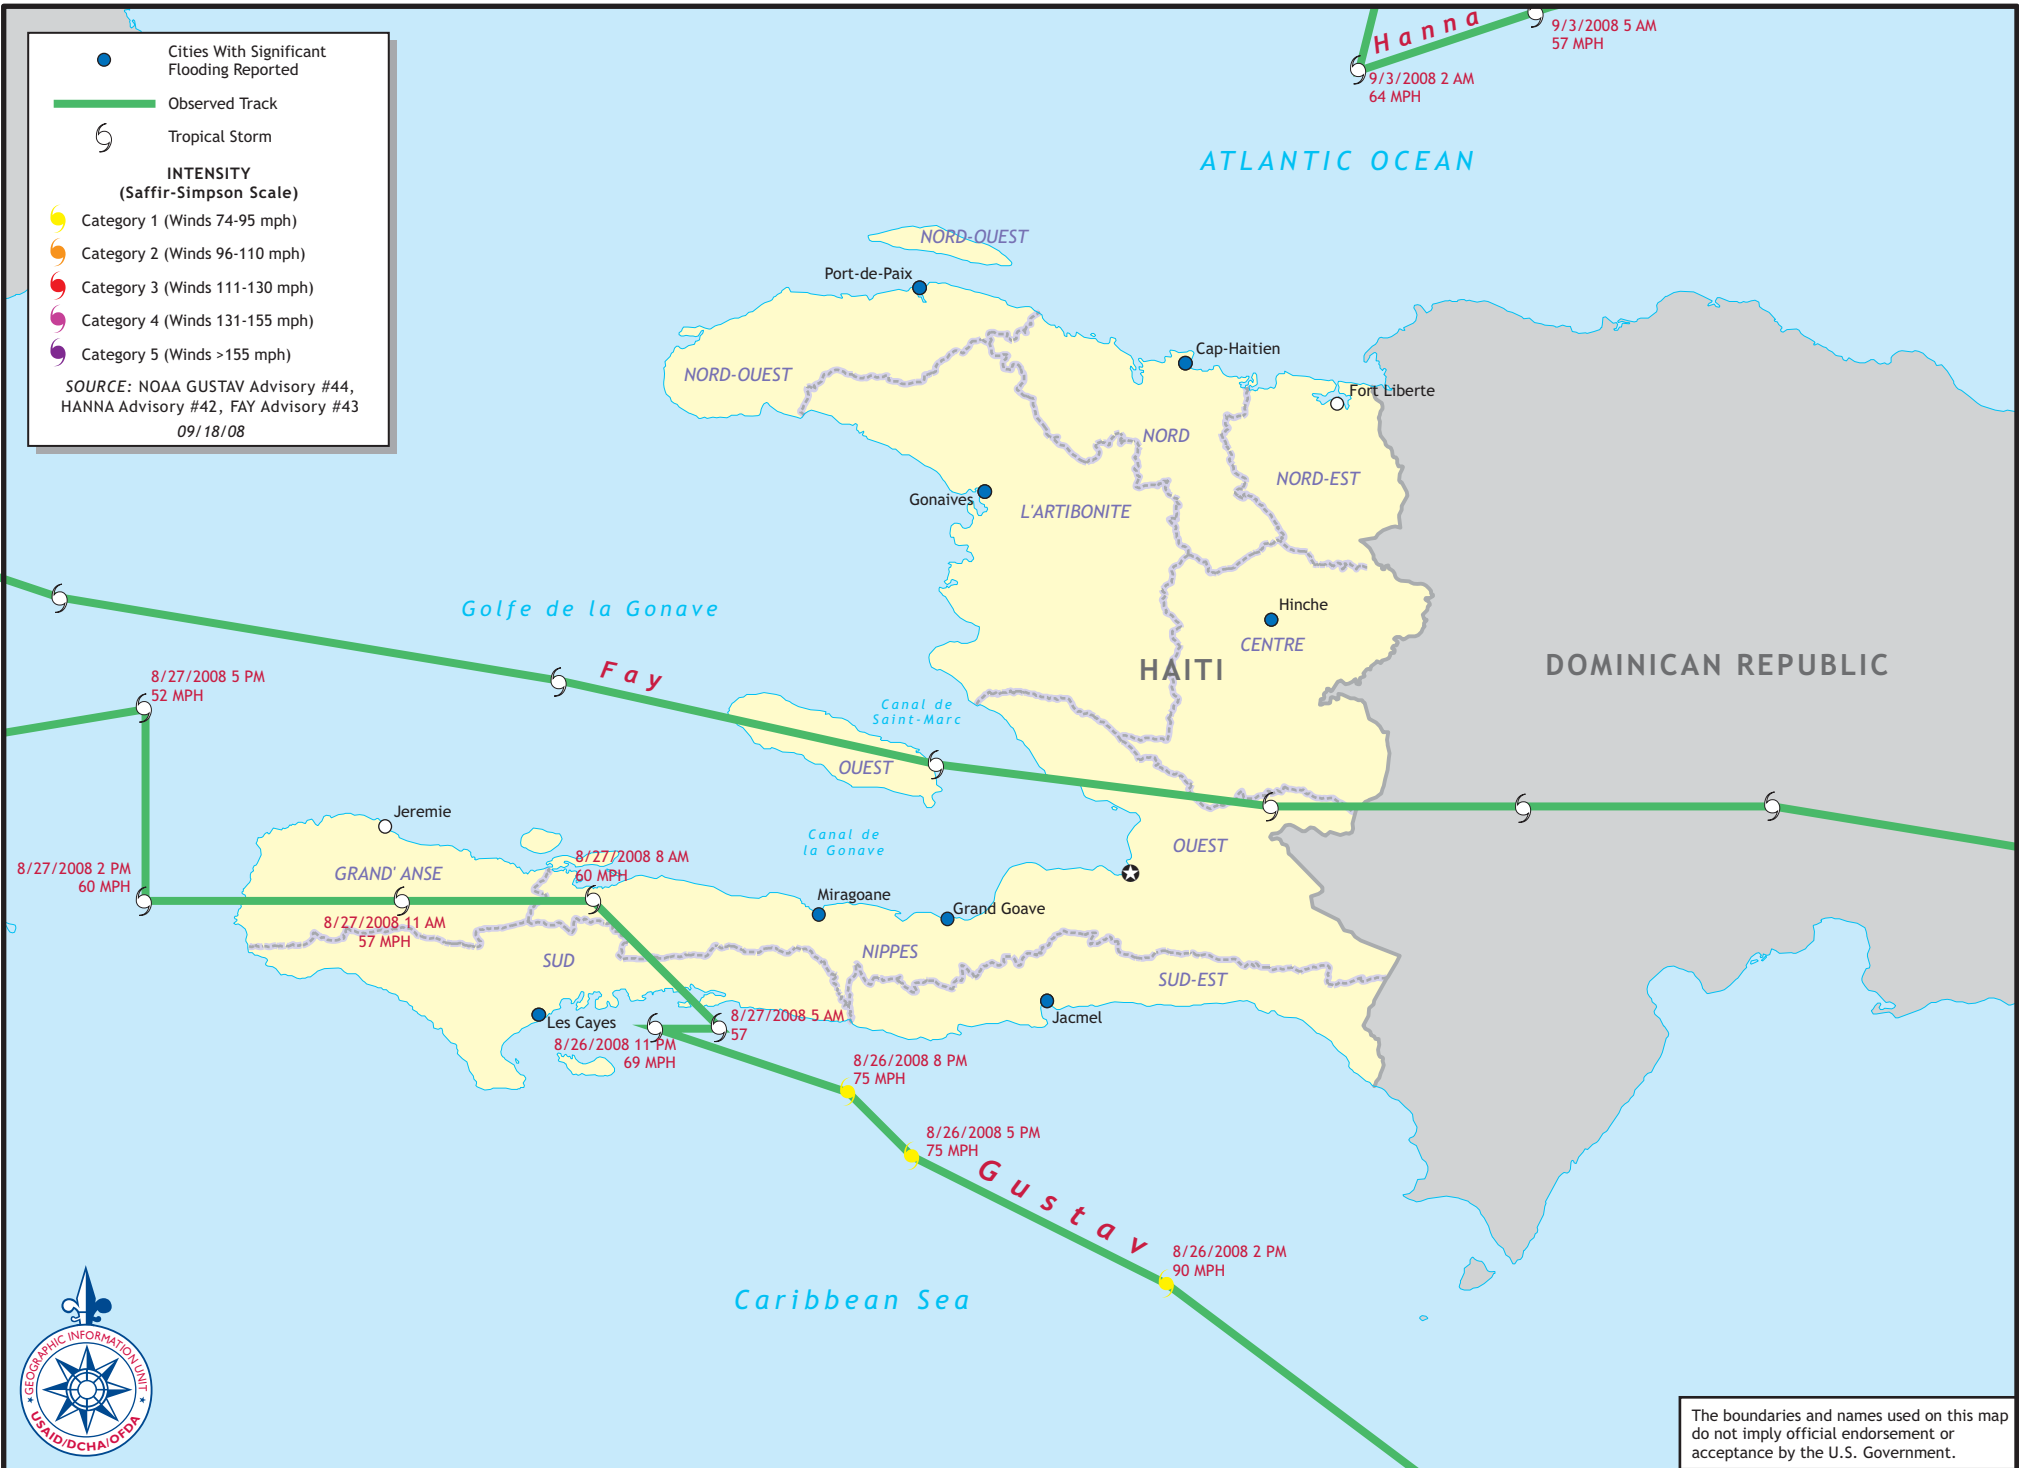 Cities With Significant
Flooding Reported
Observed Track
Tropical Storm
INTENSITY
(Saffir-Simpson Scale)
Category 1 (Winds 74-95 mph)
Category 2 (Winds 96-110 mph)
Category 3 (Winds 111-130 mph)
Category 4 (Winds 131-155 mph)
Category 5 (Winds >155 mph)
SOURCE: NOAA GUSTAV Advisory #44,
HANNA Advisory #42, FAY Advisory #43
09/18/08
Hanna
9/3/2008 5 AM
57 MPH
9/3/2008 2 AM
64 MPH
ATLANTIC OCEAN
NORD-OUEST
Port-de-Paix
Cap-Haitien
NORD-OUEST
Fort Liberte
NORD
NORD-EST
Gonaives
L'ARTIBONITE
Golfe de la Gonave
Hinche
CENTRE
HAITI
DOMINICAN REPUBLIC
Fay
8/27/2008 5 PM
52 MPH
Canal de
Saint-Marc
OUEST
Jeremie
Canal de
la Gonave
OUEST
8/27/2008 2 PM
60 MPH
GRAND' ANSE
8/27/2008 8 AM
60 MPH
Miragoane
Grand Goave
8/27/2008 11 AM
57 MPH
SUD
NIPPES
SUD-EST
Les Cayes
8/27/2008 5 AM
57
Jacmel
8/26/2008 11 PM
69 MPH
8/26/2008 8 PM
75 MPH
8/26/2008 5 PM
75 MPH
Gustav
8/26/2008 2 PM
90 MPH
Caribbean Sea
GEOGRAPHIC INFORMATION UNIT
USAID/DCHA/OFDA
The boundaries and names used on this map
do not imply official endorsement or
acceptance by the U.S. Government.